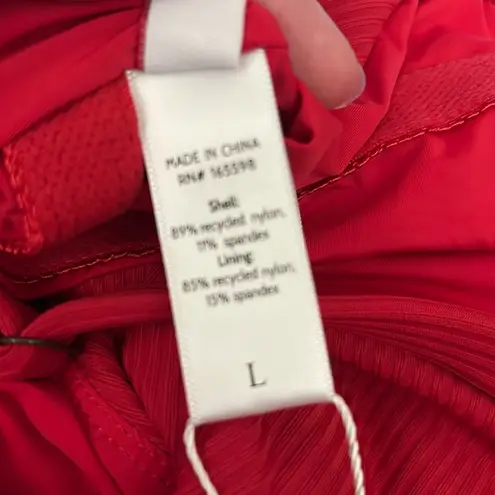 MADE IN CHINA
RN# 165598
Shell:
89% recycled nylon,
11% spandex
Lining:
85% recycled nylon,
15% spandex
L